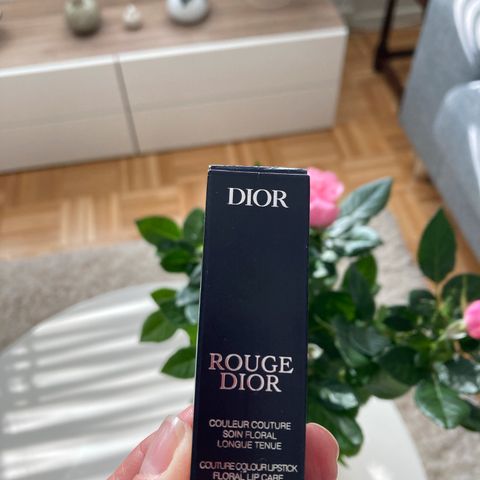 DIOR
ROUGE
DIOR
COULEUR COUTURE
SOIN FLORAL
LONGUE TENUE
COUTURE COLOUR LIPSTICK
FLORAL LIP CARE